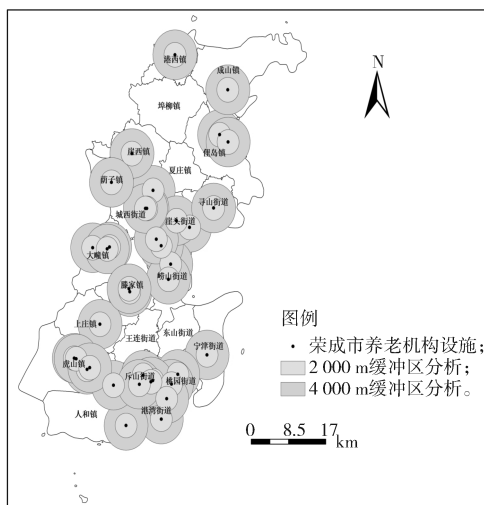 港西镇
成山镇
N
埠柳镇
俚岛镇
崖西镇
夏庄镇
荫子镇
寻山街道
城西街道
崖头街道
大疃镇
崂山街道
滕家镇
上庄镇
东山街道
王连街道
宁津街道
虎山镇
斥山街道
桃园街道
人和镇
港湾街道
图例
荣成市养老机构设施；
2 000 m缓冲区分析；
4 000 m缓冲区分析。
0 8.5 17
km